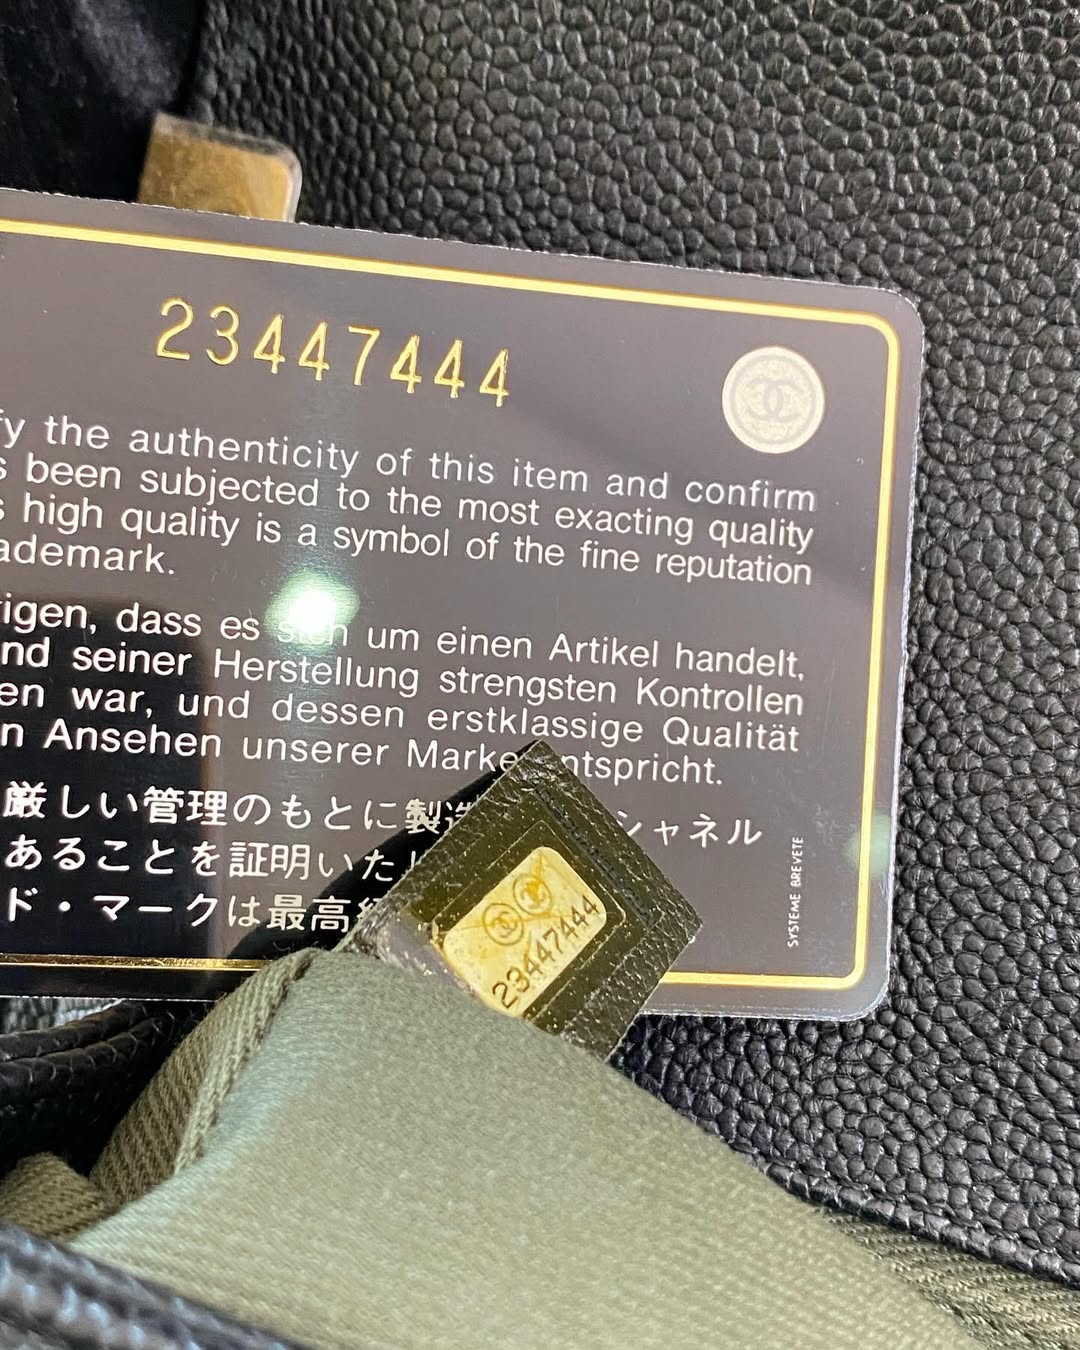 23447444
fy the authenticity of this item and confirm
s been subjected to the most exacting quality
s high quality is a symbol of the fine reputation
ademark.
igen, dass es sich um einen Artikel handelt,
nd seiner Herstellung strengsten Kontrollen
en war, und dessen erstklassige Qualität
n Ansehen unserer Marke ntspricht.
厳しい管理のもとに製造 シャネル
あることを証明いた
ド・マークは最高
SYSTEME BREVETE
23447444